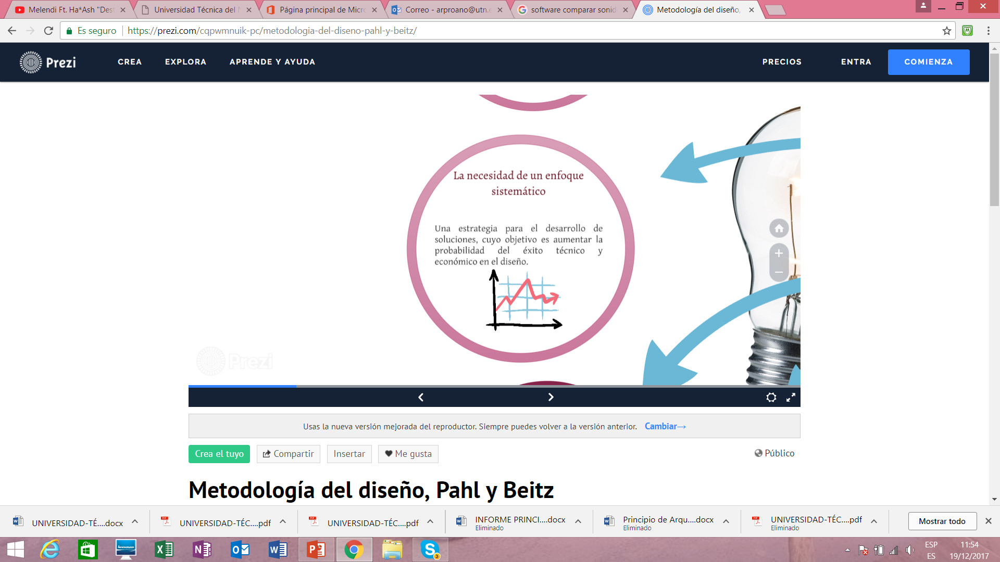 Melendi Ft. Ha*Ash "Dest
Universidad Técnica del
Página principal de Micro
Correo - arproano@utn.e
software comparar sonid
Metodología del diseño,
Es seguro
https://prezi.com/cqpwmnuik-pc/metodologia-del-diseno-pahl-y-beitz/
Prezi
CREA
EXPLORA
APRENDE Y AYUDA
PRECIOS
ENTRA
COMIENZA
La necesidad de un enfoque
sistemático
Una estrategia para el desarrollo de
soluciones, cuyo objetivo es aumentar la
probabilidad del éxito técnico y
económico en el diseño.
Prezi
Usas la nueva versión mejorada del reproductor. Siempre puedes volver a la versión anterior. Cambiar→
Crea el tuyo
Compartir
Insertar
Me gusta
Público
Metodología del diseño, Pahl y Beitz
UNIVERSIDAD-TÉ....docx
UNIVERSIDAD-TÉC....pdf
UNIVERSIDAD-TÉC....pdf
INFORME PRINCI....docx
Eliminado
Principio de Arqu....docx
Eliminado
UNIVERSIDAD-TÉC....pdf
Eliminado
Mostrar todo
ESP
ES
11:54
19/12/2017